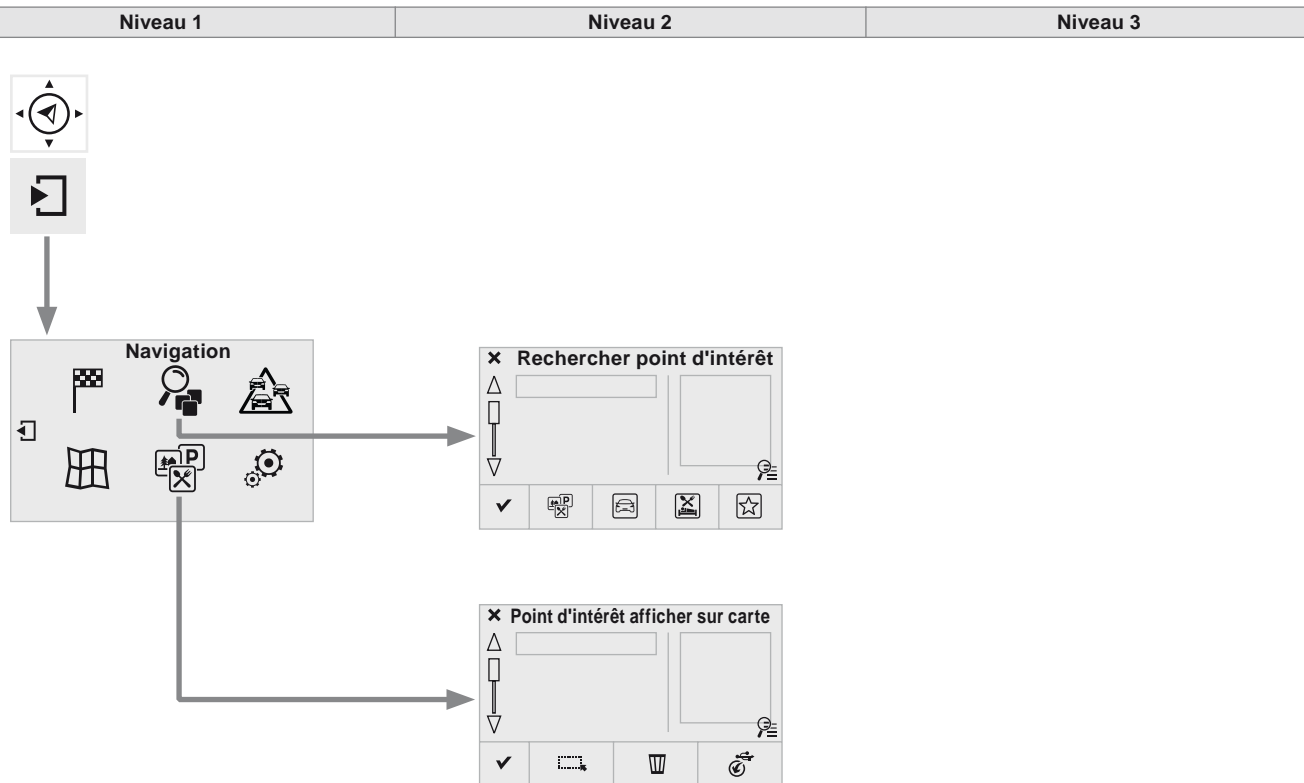 Niveau 1
Niveau 2
Niveau 3
Navigation
P
Rechercher point d'intérêt
P
Point d'intérêt afficher sur carte